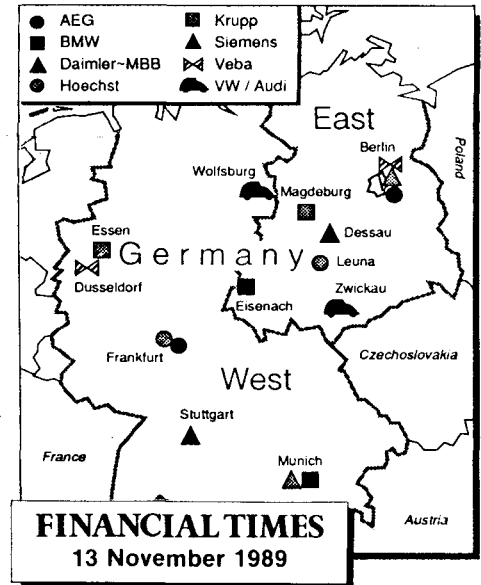 AEG
BMW
Daimler~MBB
Hoechst
Krupp
Siemens
Veba
VW / Audi
East
Berlin
Poland
Wolfsburg
Magdeburg
Essen
Germany
Dessau
Leuna
Dusseldorf
Zwickau
Eisenach
Frankfurt
Czechoslovakia
West
Stuttgart
France
Munich
Austria
FINANCIAL TIMES
13 November 1989